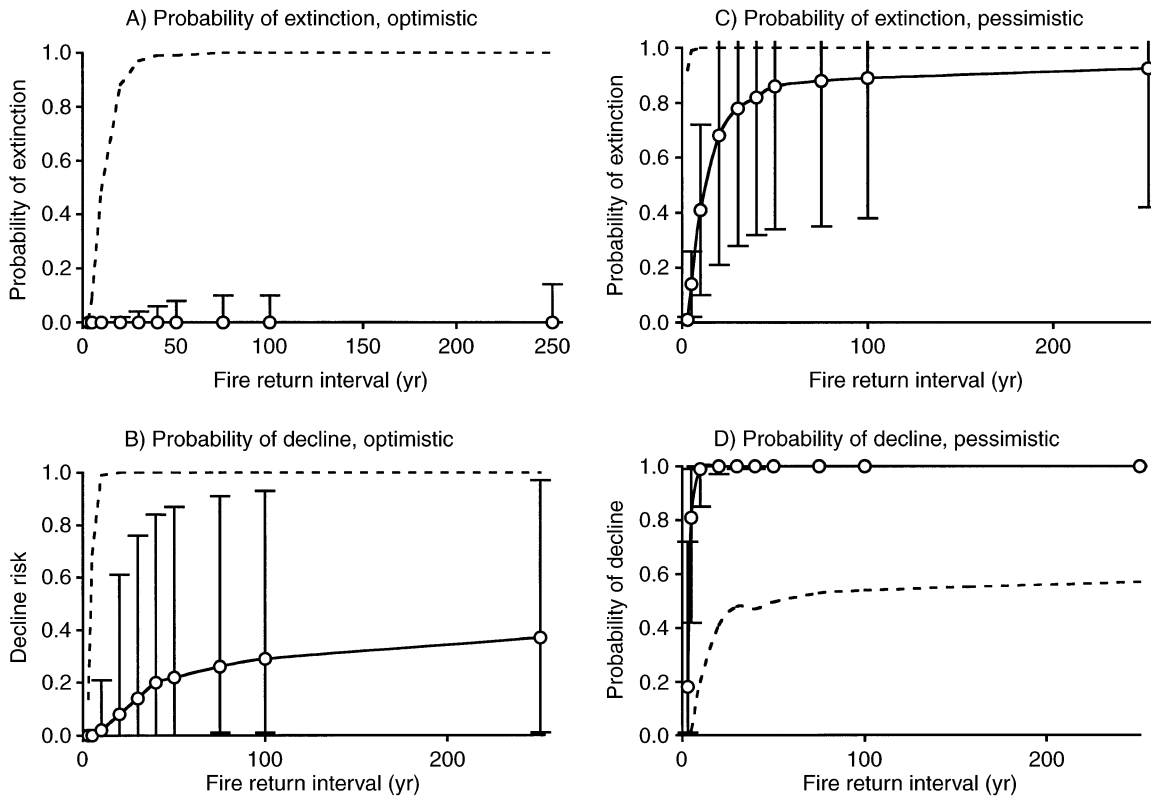 A) Probability of extinction, optimistic
1.0
0.8
0.6
0.4
0.2
0.0
Probability of extinction
0 50 100 150 200 250
Fire return interval (yr)
C) Probability of extinction, pessimistic
1.0
0.8
0.6
0.4
0.2
0.0
Probability of extinction
0 100 200
Fire return interval (yr)
B) Probability of decline, optimistic
1.0
0.8
0.6
0.4
0.2
0.0
Decline risk
0 100 200
Fire return interval (yr)
D) Probability of decline, pessimistic
1.0
0.8
0.6
0.4
0.2
0.0
Probability of decline
0 100 200
Fire return interval (yr)